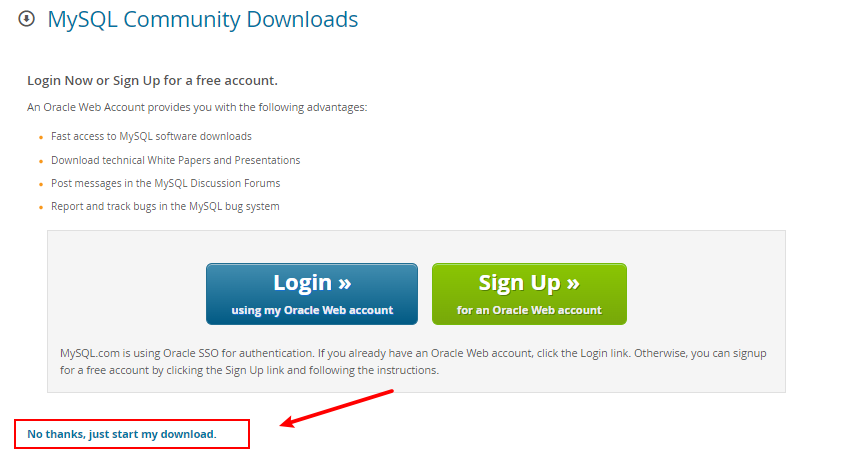 MySQL Community Downloads
Login Now or Sign Up for a free account.
An Oracle Web Account provides you with the following advantages:
Fast access to MySQL software downloads
Download technical White Papers and Presentations
Post messages in the MySQL Discussion Forums
Report and track bugs in the MySQL bug system
Login »
using my Oracle Web account
Sign Up »
for an Oracle Web account
MySQL.com is using Oracle SSO for authentication. If you already have an Oracle Web account, click the Login link. Otherwise, you can signup
for a free account by clicking the Sign Up link and following the instructions.
No thanks, just start my download.